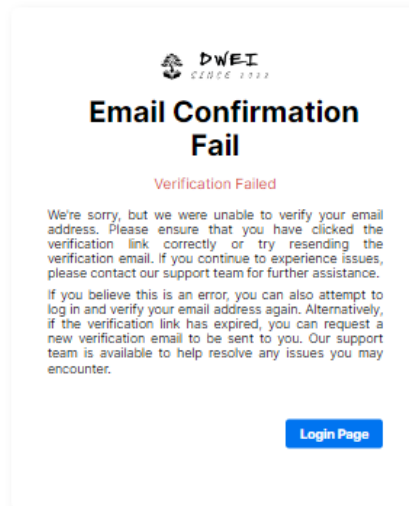 DWEI
SINCE 1922
Email Confirmation
Fail
Verification Failed
We're sorry, but we were unable to verify your email
address. Please ensure that you have clicked the
verification link correctly or try resending the
verification email. If you continue to experience issues,
please contact our support team for further assistance.
If you believe this is an error, you can also attempt to
log in and verify your email address again. Alternatively,
if the verification link has expired, you can request a
new verification email to be sent to you. Our support
team is available to help resolve any issues you may
encounter.
Login Page